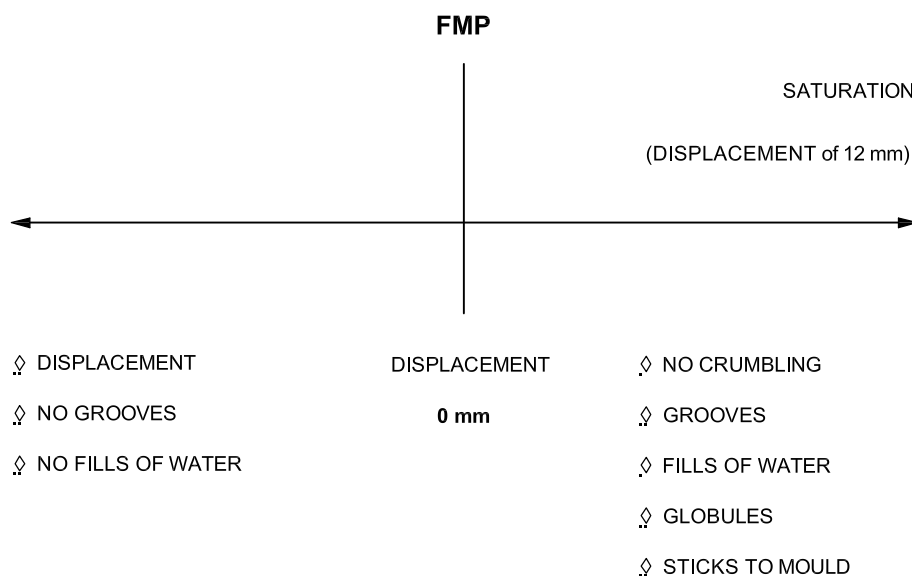 FMP
SATURATION
(DISPLACEMENT of 12 mm)
◊ DISPLACEMENT
◊ NO GROOVES
◊ NO FILLS OF WATER
DISPLACEMENT
0 mm
◊ NO CRUMBLING
◊ GROOVES
◊ FILLS OF WATER
◊ GLOBULES
◊ STICKS TO MOULD